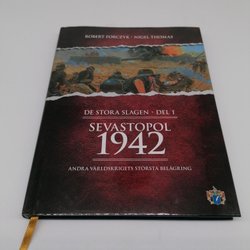 ROBERT FORCZYK · NIGEL THOMAS
DE STORA SLAGEN · DEL 1
SEVASTOPOL
1942
ANDRA VÄRLDSKRIGETS STÖRSTA BELÄGRING